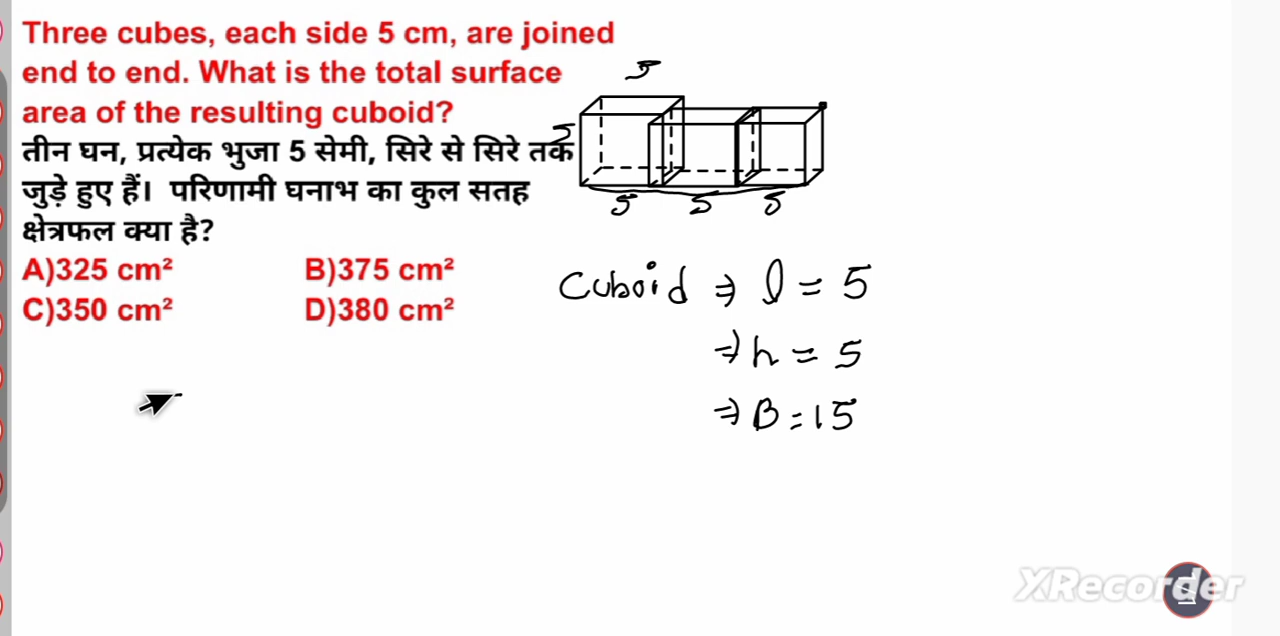 Three cubes, each side 5 cm, are joined
end to end. What is the total surface
area of the resulting cuboid?
तीन घन, प्रत्येक भुजा 5 सेमी, सिरे से सिरे तक
जुड़े हुए हैं। परिणामी घनाभ का कुल सतह
क्षेत्रफल क्या है?
A)325 cm² B)375 cm²
C)350 cm² D)380 cm²
5
5
5 5 5
Cuboid ⇒ l = 5
⇒ h = 5
⇒ B = 15
XRecorder